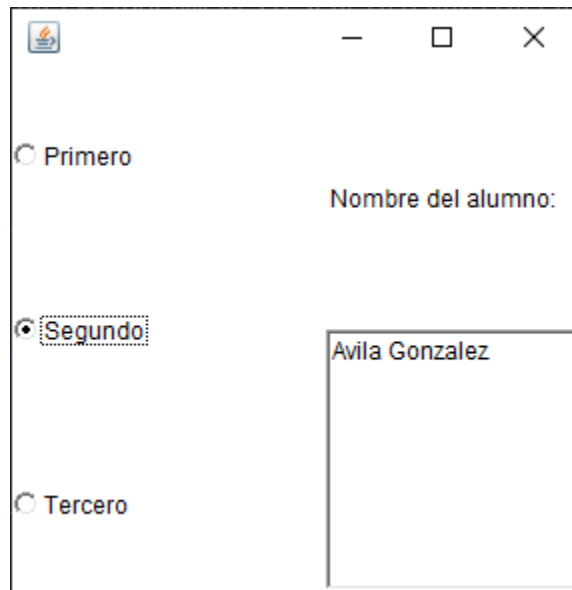 Primero
Nombre del alumno:
Segundo
Avila Gonzalez
Tercero